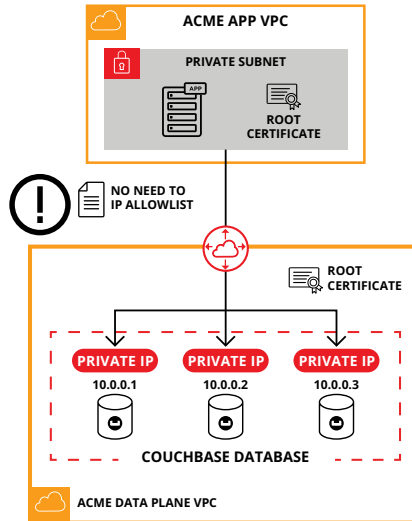 ACME APP VPC
PRIVATE SUBNET
APP
ROOT
CERTIFICATE
NO NEED TO
IP ALLOWLIST
ROOT
CERTIFICATE
PRIVATE IP
PRIVATE IP
PRIVATE IP
10.0.0.1
10.0.0.2
10.0.0.3
COUCHBASE DATABASE
ACME DATA PLANE VPC